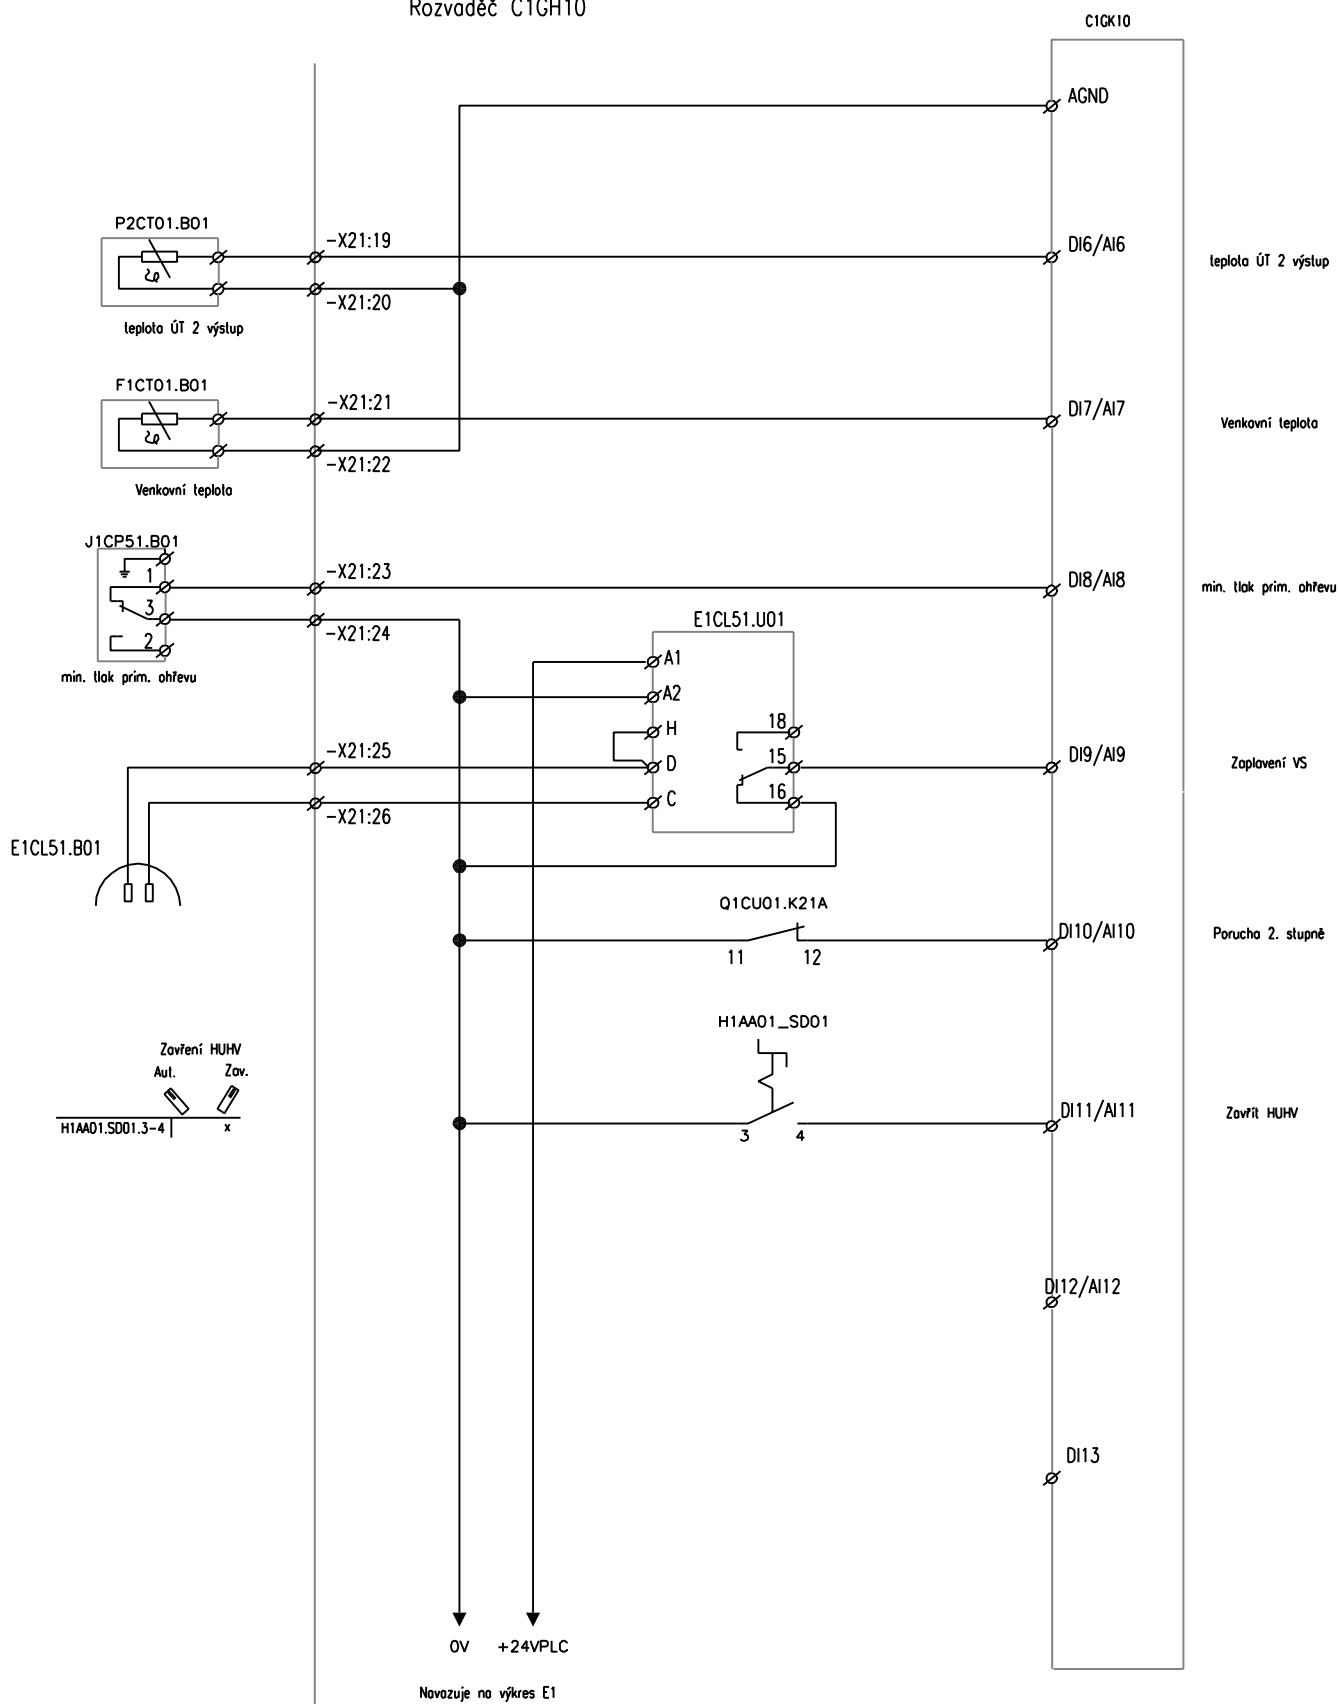 Rozvaděč C1GH10
C1GK10
AGND
P2CT01.B01
-X21:19
DI6/AI6
teplota ÚT 2 výstup
-X21:20
teplota ÚT 2 výstup
F1CT01.B01
-X21:21
DI7/AI7
Venkovní teplota
-X21:22
Venkovní teplota
J1CP51.B01
1
3
2
-X21:23
DI8/AI8
min. tlak prim. ohřevu
-X21:24
min. tlak prim. ohřevu
E1CL51.U01
A1
A2
H
D
C
18
15
16
-X21:25
DI9/AI9
Zaplavení VS
-X21:26
E1CL51.B01
Q1CU01.K21A
11
12
DI10/AI10
Porucha 2. stupně
H1AA01_SD01
3
4
DI11/AI11
Zavřít HUHV
Zavření HUHV
Aut.
Zav.
H1AA01.SD01.3-4
x
DI12/AI12
DI13
0V
+24VPLC
Navazuje na výkres E1